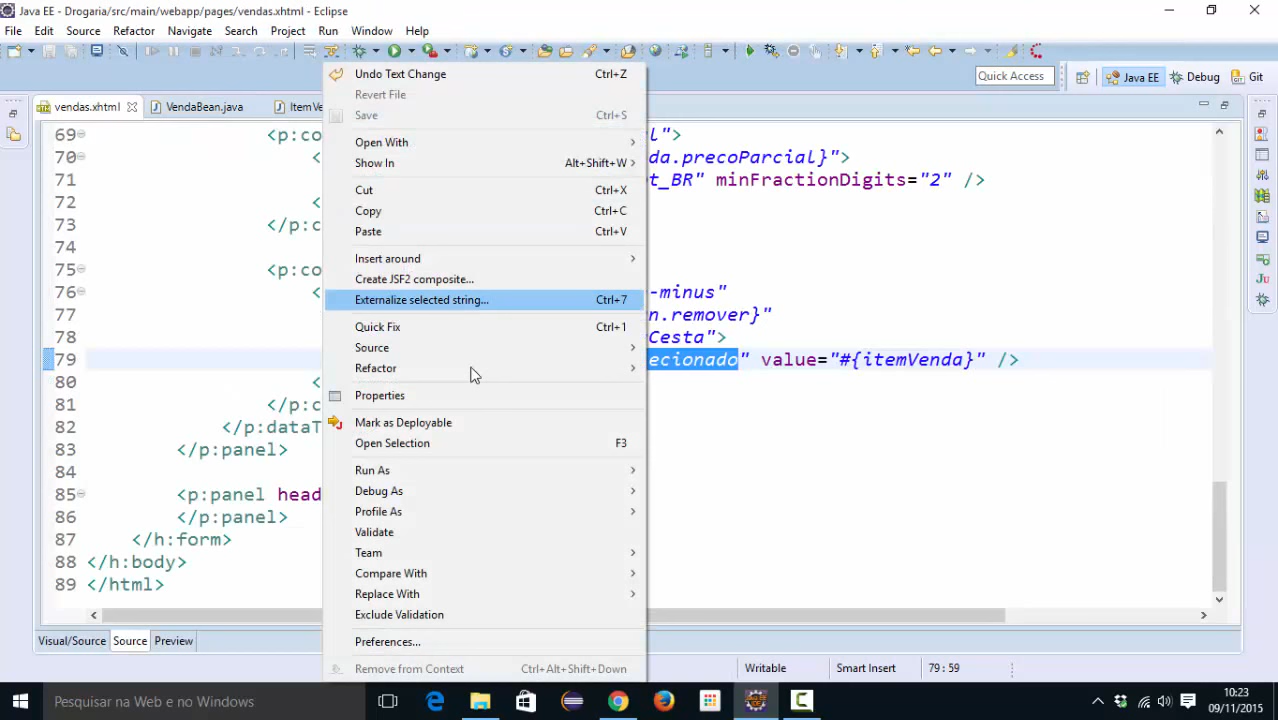 Java EE - Drogaria/src/main/webapp/pages/vendas.xhtml - Eclipse
File Edit Source Refactor Navigate Search Project Run Window Help
Quick Access
Java EE
Debug
Git
vendas.xhtml
VendaBean.java
ItemVe
Undo Text Change Ctrl+Z
Revert File
Save Ctrl+S
Open With
Show In Alt+Shift+W
Cut Ctrl+X
Copy Ctrl+C
Paste Ctrl+V
Insert around
Create JSF2 composite...
Externalize selected string... Ctrl+7
Quick Fix Ctrl+1
Source
Refactor
Properties
Mark as Deployable
Open Selection F3
Run As
Debug As
Profile As
Validate
Team
Compare With
Replace With
Exclude Validation
Preferences...
Remove from Context Ctrl+Alt+Shift+Down
69 <p:co l">
70 < da.precoParcial}">
71 t_BR" minFractionDigits="2" />
72 <
73 </p:c
74
75 <p:co
76 < -minus"
77 n.remover}"
78 Cesta">
79 ecionado" value="#{itemVenda}" />
80 <
81 </p:c
82 </p:dataT
83 </p:panel>
84
85 <p:panel head
86 </p:panel>
87 </h:form>
88 </h:body>
89 </html>
Visual/Source Source Preview
Writable
Smart Insert
79 : 59
Pesquisar na Web e no Windows
10:23
09/11/2015